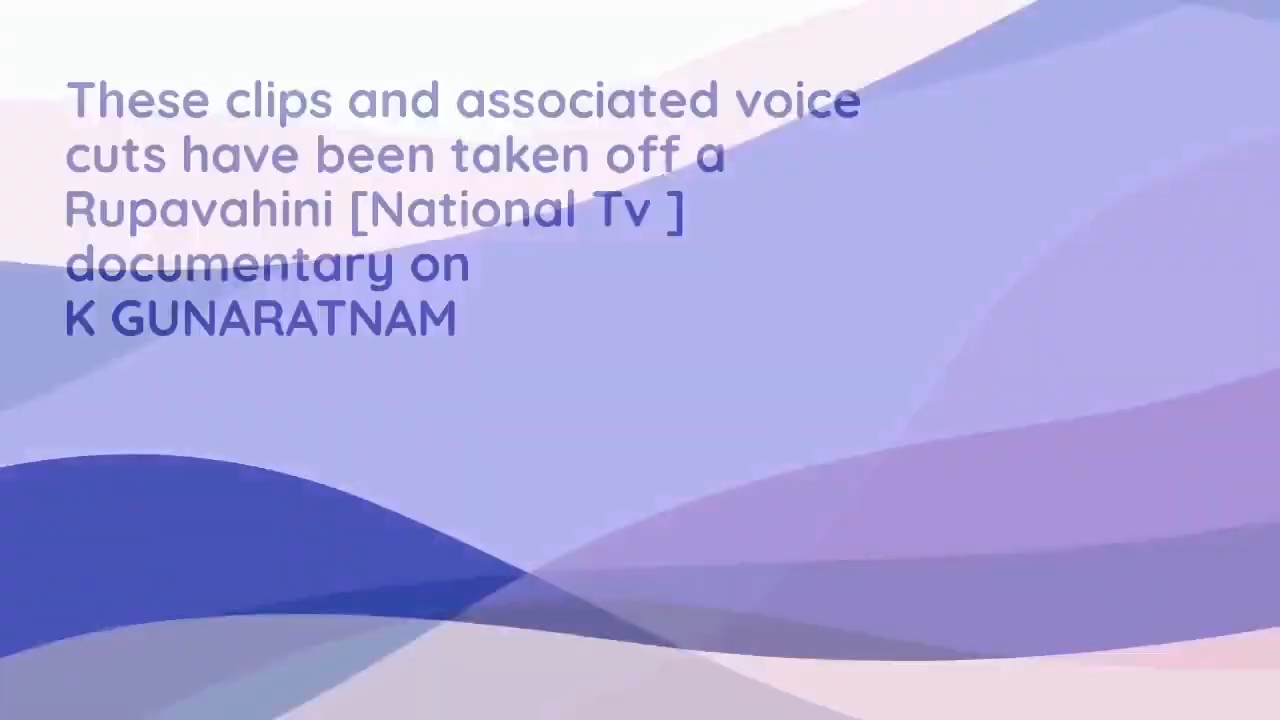 These clips and associated voice
cuts have been taken off a
Rupavahini [National Tv ]
documentary on
K GUNARATNAM